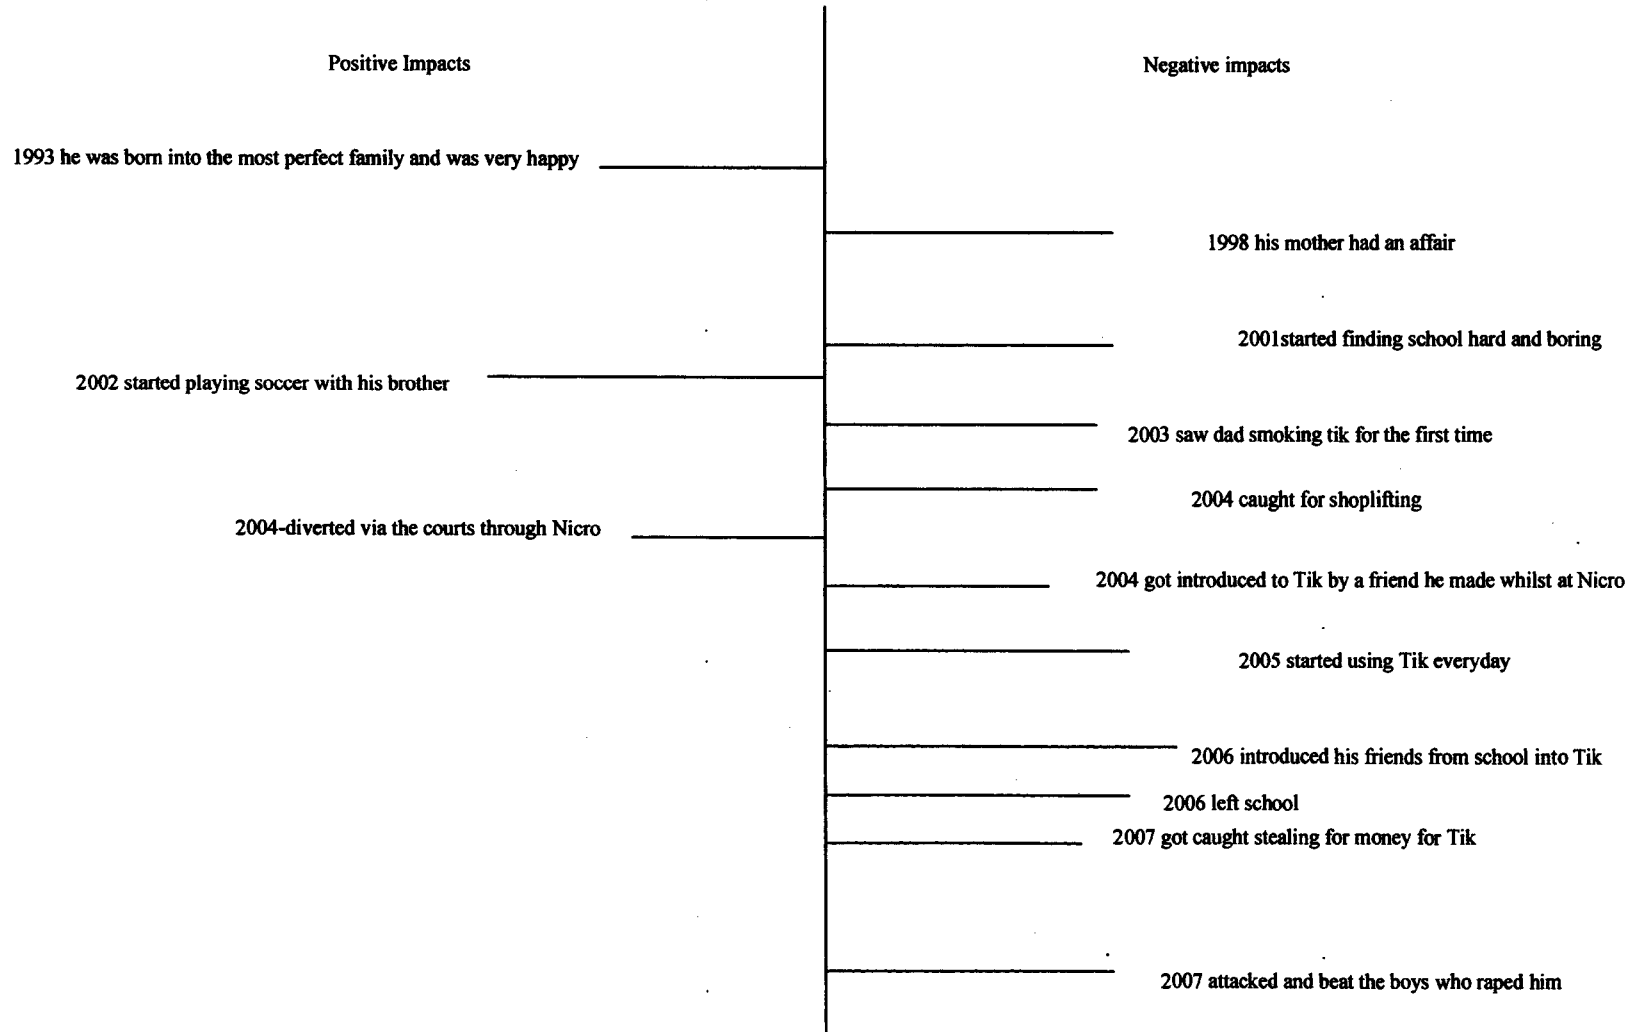 Positive Impacts
Negative impacts
1993 he was born into the most perfect family and was very happy
1998 his mother had an affair
2001started finding school hard and boring
2002 started playing soccer with his brother
2003 saw dad smoking tik for the first time
2004 caught for shoplifting
2004-diverted via the courts through Nicro
2004 got introduced to Tik by a friend he made whilst at Nicro
2005 started using Tik everyday
2006 introduced his friends from school into Tik
2006 left school
2007 got caught stealing for money for Tik
2007 attacked and beat the boys who raped him